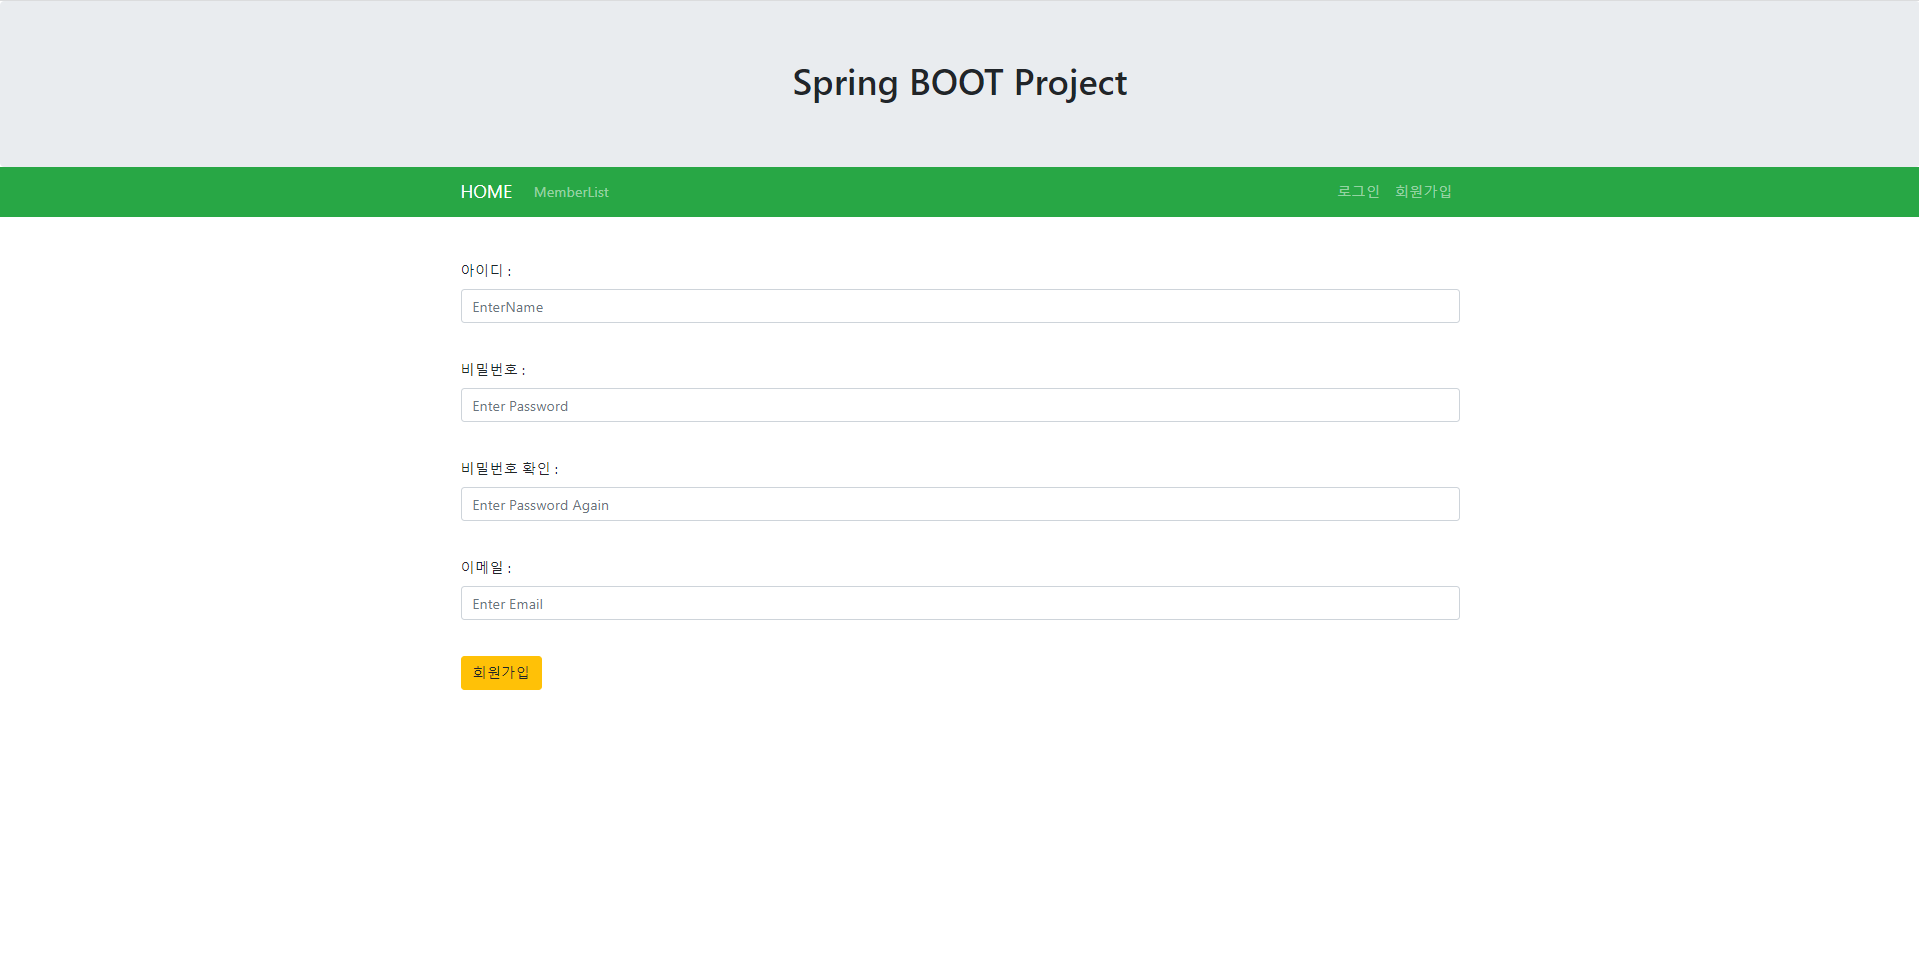 Spring BOOT Project
HOME MemberList 로그인 회원가입
아이디 :
EnterName
비밀번호 :
Enter Password
비밀번호 확인 :
Enter Password Again
이메일 :
Enter Email
회원가입